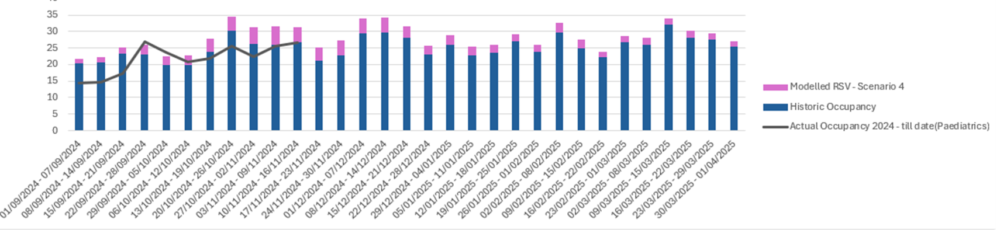 35
30
25
20
15
10
5
0
Modelled RSV - Scenario 4
Historic Occupancy
Actual Occupancy 2024 - till date(Paediatrics)
01/09/2024 - 07/09/2024
08/09/2024 - 14/09/2024
15/09/2024 - 21/09/2024
22/09/2024 - 28/09/2024
29/09/2024 - 05/10/2024
06/10/2024 - 12/10/2024
13/10/2024 - 19/10/2024
20/10/2024 - 26/10/2024
27/10/2024 - 02/11/2024
03/11/2024 - 09/11/2024
10/11/2024 - 16/11/2024
17/11/2024 - 23/11/2024
24/11/2024 - 30/11/2024
01/12/2024 - 07/12/2024
08/12/2024 - 14/12/2024
15/12/2024 - 21/12/2024
22/12/2024 - 28/12/2024
29/12/2024 - 04/01/2025
05/01/2025 - 11/01/2025
12/01/2025 - 18/01/2025
19/01/2025 - 25/01/2025
26/01/2025 - 01/02/2025
02/02/2025 - 08/02/2025
09/02/2025 - 15/02/2025
16/02/2025 - 22/02/2025
23/02/2025 - 01/03/2025
02/03/2025 - 08/03/2025
09/03/2025 - 15/03/2025
16/03/2025 - 22/03/2025
23/03/2025 - 29/03/2025
30/03/2025 - 01/04/2025